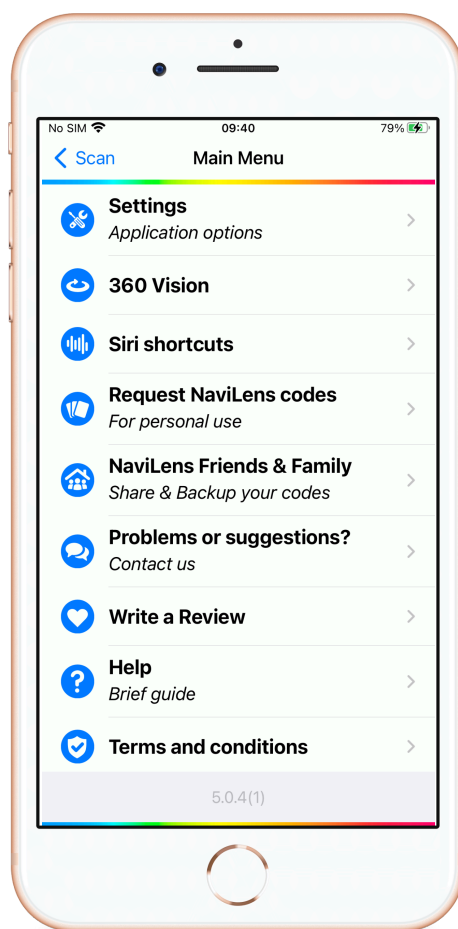 No SIM 09:40 79%
Scan Main Menu
Settings
Application options
360 Vision
Siri shortcuts
Request NaviLens codes
For personal use
NaviLens Friends & Family
Share & Backup your codes
Problems or suggestions?
Contact us
Write a Review
Help
Brief guide
Terms and conditions
5.0.4(1)